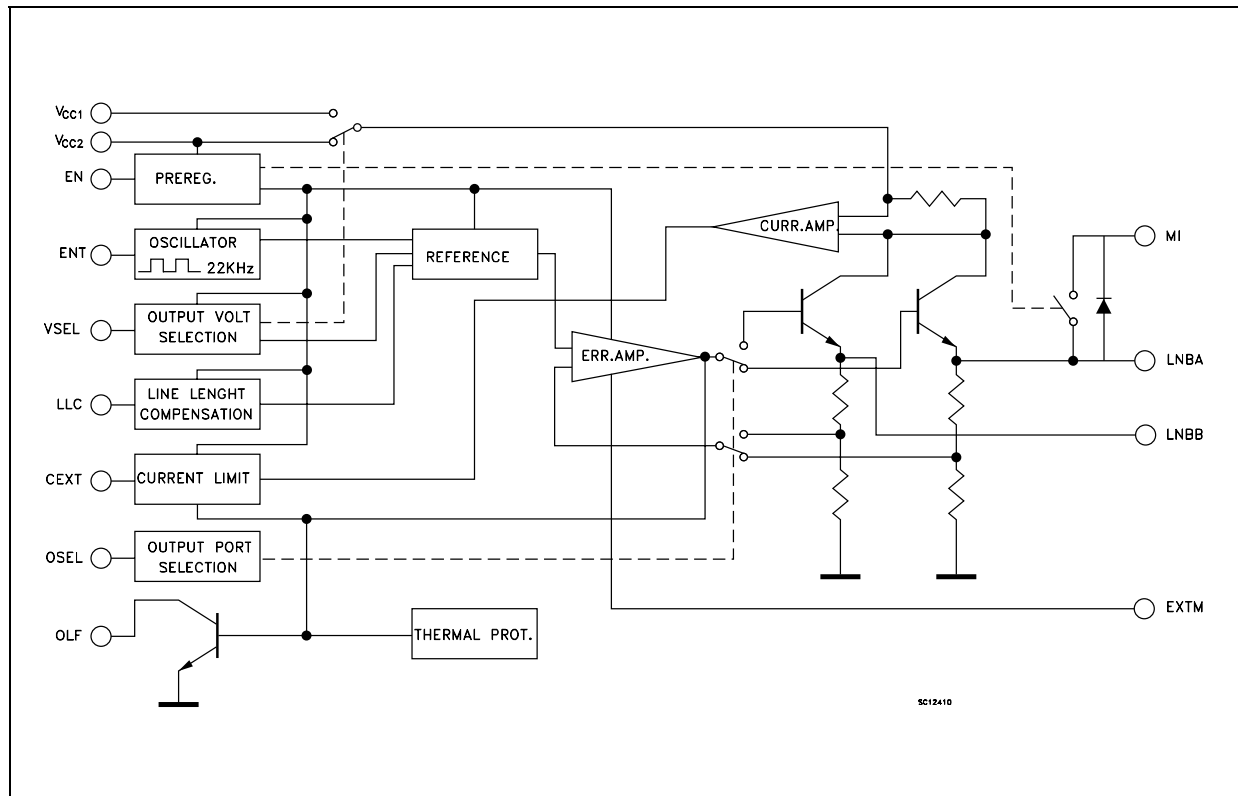 VCC1
VCC2
EN
PREREG.
ENT
OSCILLATOR
22KHz
REFERENCE
CURR.AMP.
MI
VSEL
OUTPUT VOLT
SELECTION
ERR.AMP.
LNBA
LLC
LINE LENGHT
COMPENSATION
LNBB
CEXT
CURRENT LIMIT
OSEL
OUTPUT PORT
SELECTION
EXTM
OLF
THERMAL PROT.
SC12410